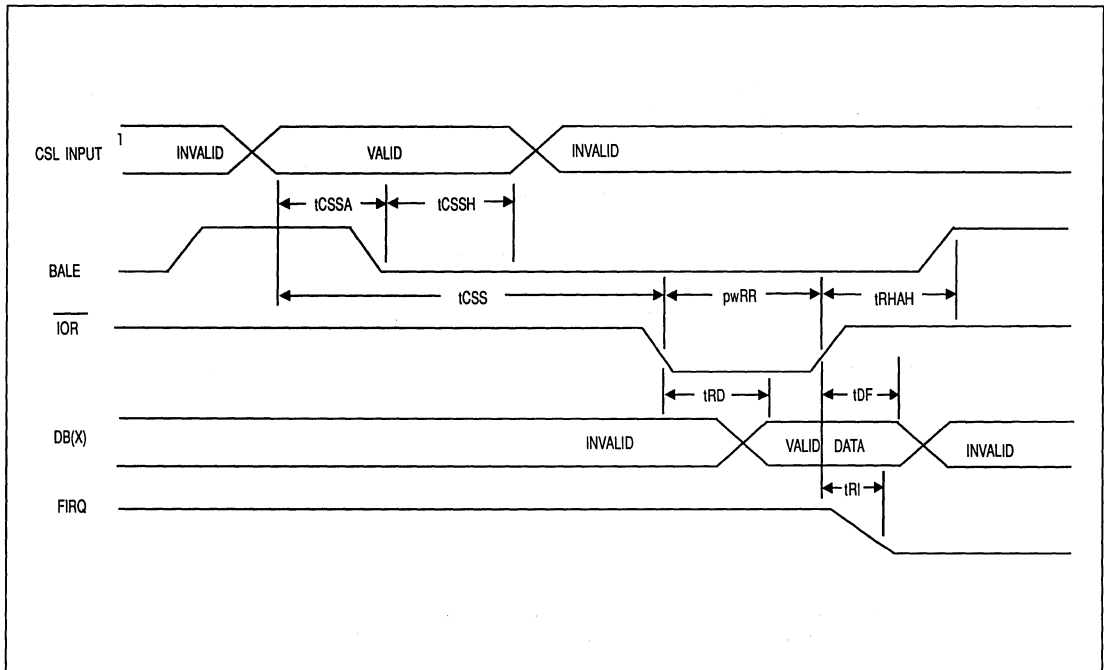 CSL INPUT 1 INVALID VALID INVALID
tCSSA tCSSH
BALE
tCSS pwRR tRHAH
IOR
tRD tDF
DB(X) INVALID VALID DATA INVALID
tRI
FIRQ